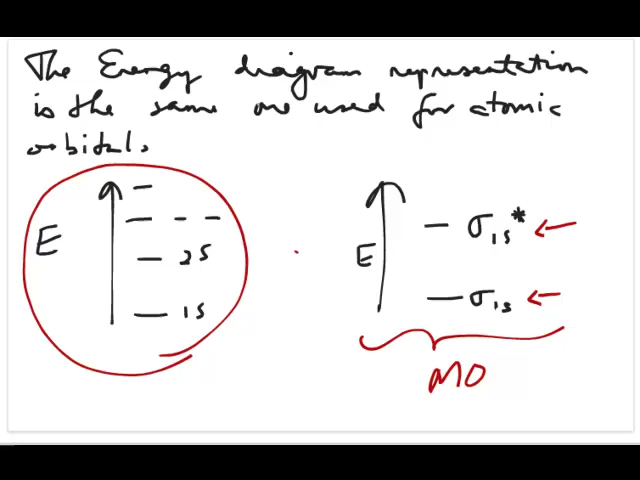 The Energy diagram representation
is the same one used for atomic
orbitals.
E
2S
1S
E
σ1s*
σ1s
MO